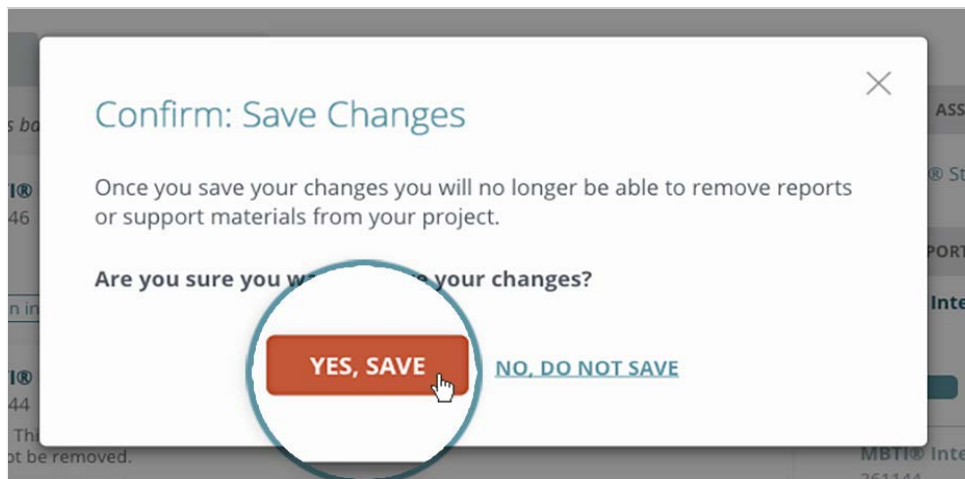 Confirm: Save Changes
Once you save your changes you will no longer be able to remove reports
or support materials from your project.
Are you sure you your changes?
YES, SAVE
NO, DO NOT SAVE
ASS
s ba
® St
I®
46
PORT
n in
Inte
I®
44
Thi
ot be removed.
MBTI® Inte
361144